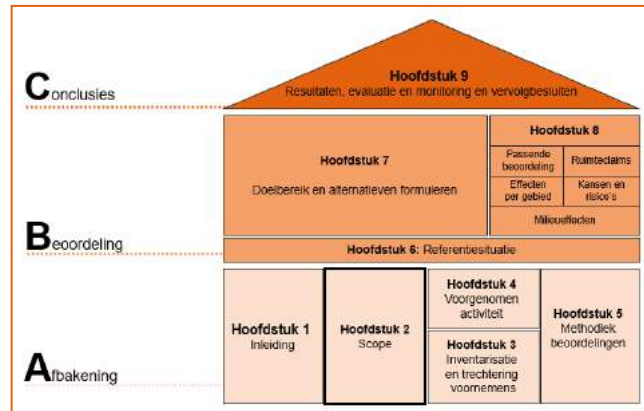 Conclusies
Hoofdstuk 9
Resultaten, evaluatie en monitoring en vervolgbesluiten
Hoofdstuk 7
Doelbereik en alternatieven formuleren
Hoofdstuk 8
Passende
beoordeling
Ruimteclaims
Effecten
per gebied
Kansen en
risico's
Milieueffecten
Beoordeling
Hoofdstuk 6: Referentiesituatie
Hoofdstuk 1
Inleiding
Hoofdstuk 2
Scope
Hoofdstuk 4
Voorgenomen
activiteit
Hoofdstuk 3
Inventarisatie
en trechtering
voornemens
Hoofdstuk 5
Methodiek
beoordelingen
Afbakening